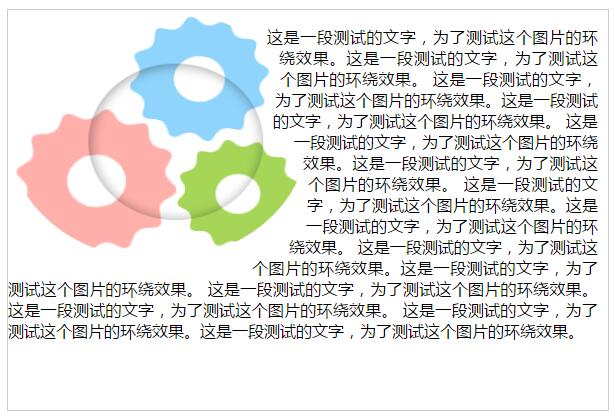 这是一段测试的文字，为了测试这个图片的环
绕效果。这是一段测试的文字，为了测试这个
图片的环绕效果。 这是一段测试的文字，
为了测试这个图片的环绕效果。这是一段测试
的文字，为了测试这个图片的环绕效果。 这是
一段测试的文字，为了测试这个图片的环绕
效果。这是一段测试的文字，为了测试这个
图片的环绕效果。 这是一段测试的文
字，为了测试这个图片的环绕效果。这是
一段测试的文字，为了测试这个图片的环
绕效果。 这是一段测试的文字，为了测试这
个图片的环绕效果。这是一段测试的文字，为了
测试这个图片的环绕效果。 这是一段测试的文字，为了测试这个图片的环绕效果。
这是一段测试的文字，为了测试这个图片的环绕效果。 这是一段测试的文字，为了
测试这个图片的环绕效果。这是一段测试的文字，为了测试这个图片的环绕效果。